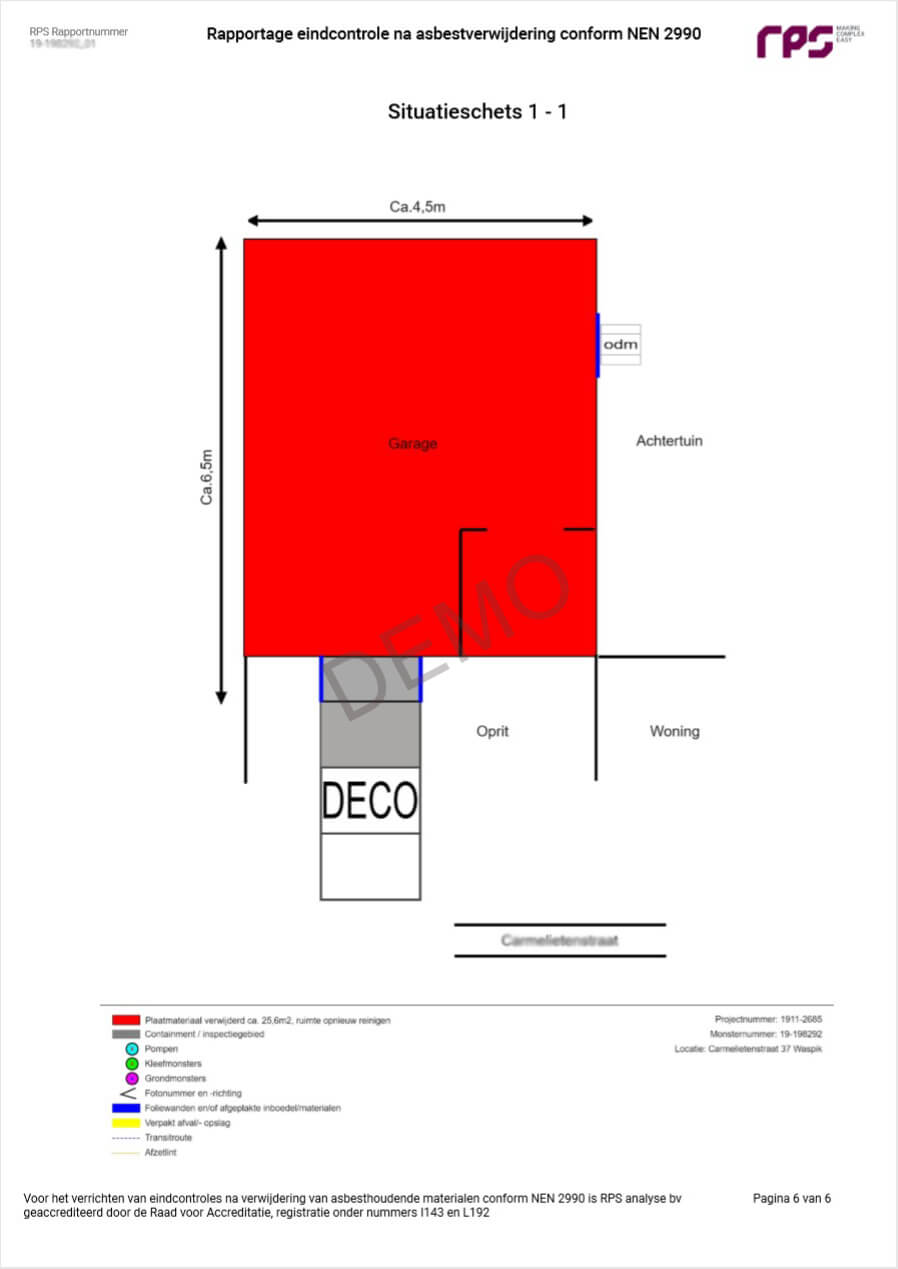 RPS Rapportnummer
19-198292_01
Rapportage eindcontrole na asbestverwijdering conform NEN 2990
rps
MAKING
COMPLEX
EASY
Situatieschets 1 - 1
Ca.4,5m
odm
Garage
Achtertuin
Ca.6,5m
DEMO
Oprit
Woning
DECO
Carmelietenstraat
Plaatmateriaal verwijderd ca. 25,6m2, ruimte opnieuw reinigen
Containment / inspectiegebied
Pompen
Kleefmonsters
Grondmonsters
Fotonummer en -richting
Foliewanden en/of afgeplakte inboedel/materialen
Verpakt afval/- opslag
Transitroute
Afzetlint
Projectnummer: 1911-2685
Monsternummer: 19-198292
Locatie: Carmelietenstraat 37 Waspik
Voor het verrichten van eindcontroles na verwijdering van asbesthoudende materialen conform NEN 2990 is RPS analyse bv
geaccrediteerd door de Raad voor Accreditatie, registratie onder nummers I143 en L192
Pagina 6 van 6